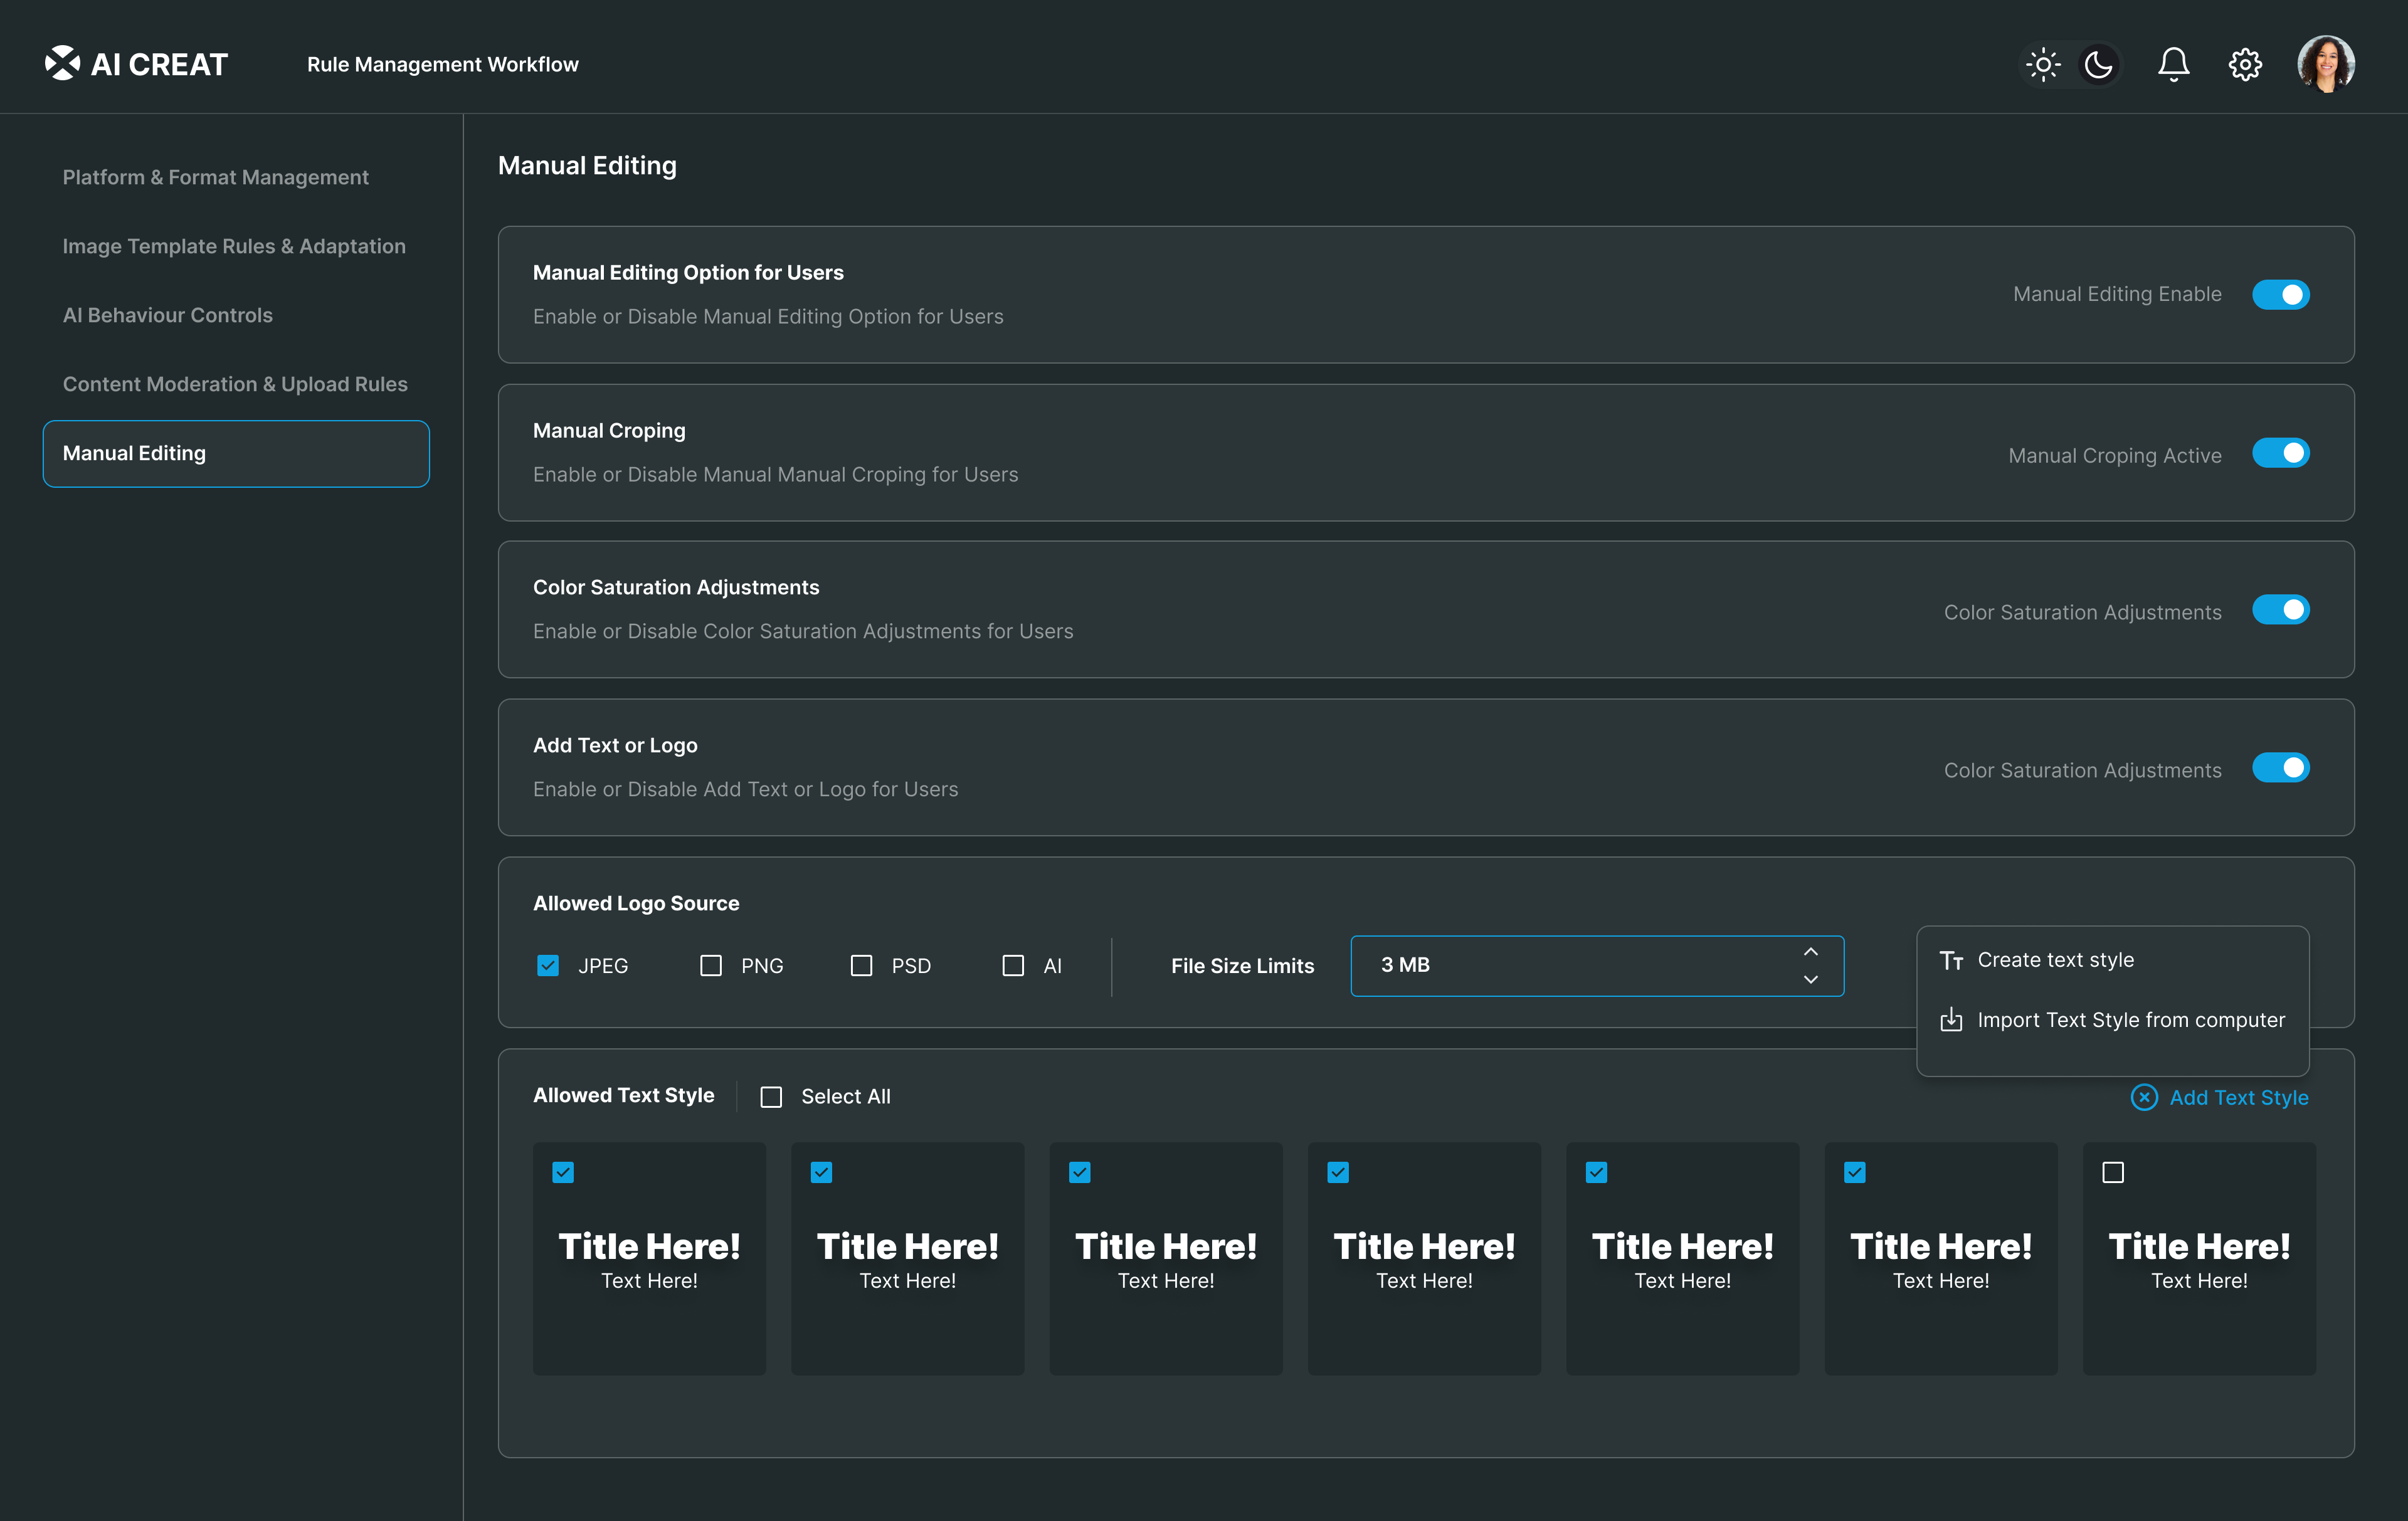 AI CREAT
Rule Management Workflow
Platform & Format Management
Image Template Rules & Adaptation
AI Behaviour Controls
Content Moderation & Upload Rules
Manual Editing
Manual Editing
Manual Editing Option for Users
Enable or Disable Manual Editing Option for Users
Manual Editing Enable
Manual Croping
Enable or Disable Manual Manual Croping for Users
Manual Croping Active
Color Saturation Adjustments
Enable or Disable Color Saturation Adjustments for Users
Color Saturation Adjustments
Add Text or Logo
Enable or Disable Add Text or Logo for Users
Color Saturation Adjustments
Allowed Logo Source
JPEG
PNG
PSD
AI
File Size Limits
3 MB
Create text style
Import Text Style from computer
Allowed Text Style
Select All
Add Text Style
Title Here!
Text Here!
Title Here!
Text Here!
Title Here!
Text Here!
Title Here!
Text Here!
Title Here!
Text Here!
Title Here!
Text Here!
Title Here!
Text Here!